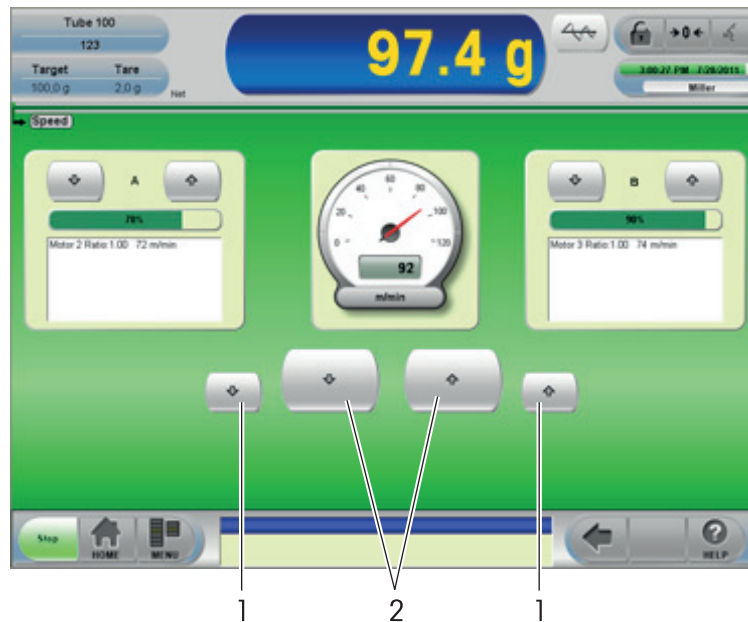 Tube 100
123
Target Tare
100,0 g 2,0 g
Net
97.4 g
→0←
3:00:27 PM 7/28/2011
Miller
Speed
A
78%
Motor 2 Ratio:1.00 72 m/min
0 20 40 60 80 100 120
92
m/min
B
90%
Motor 3 Ratio:1.00 74 m/min
1 2 1
Stop
HOME
MENU
?
HELP